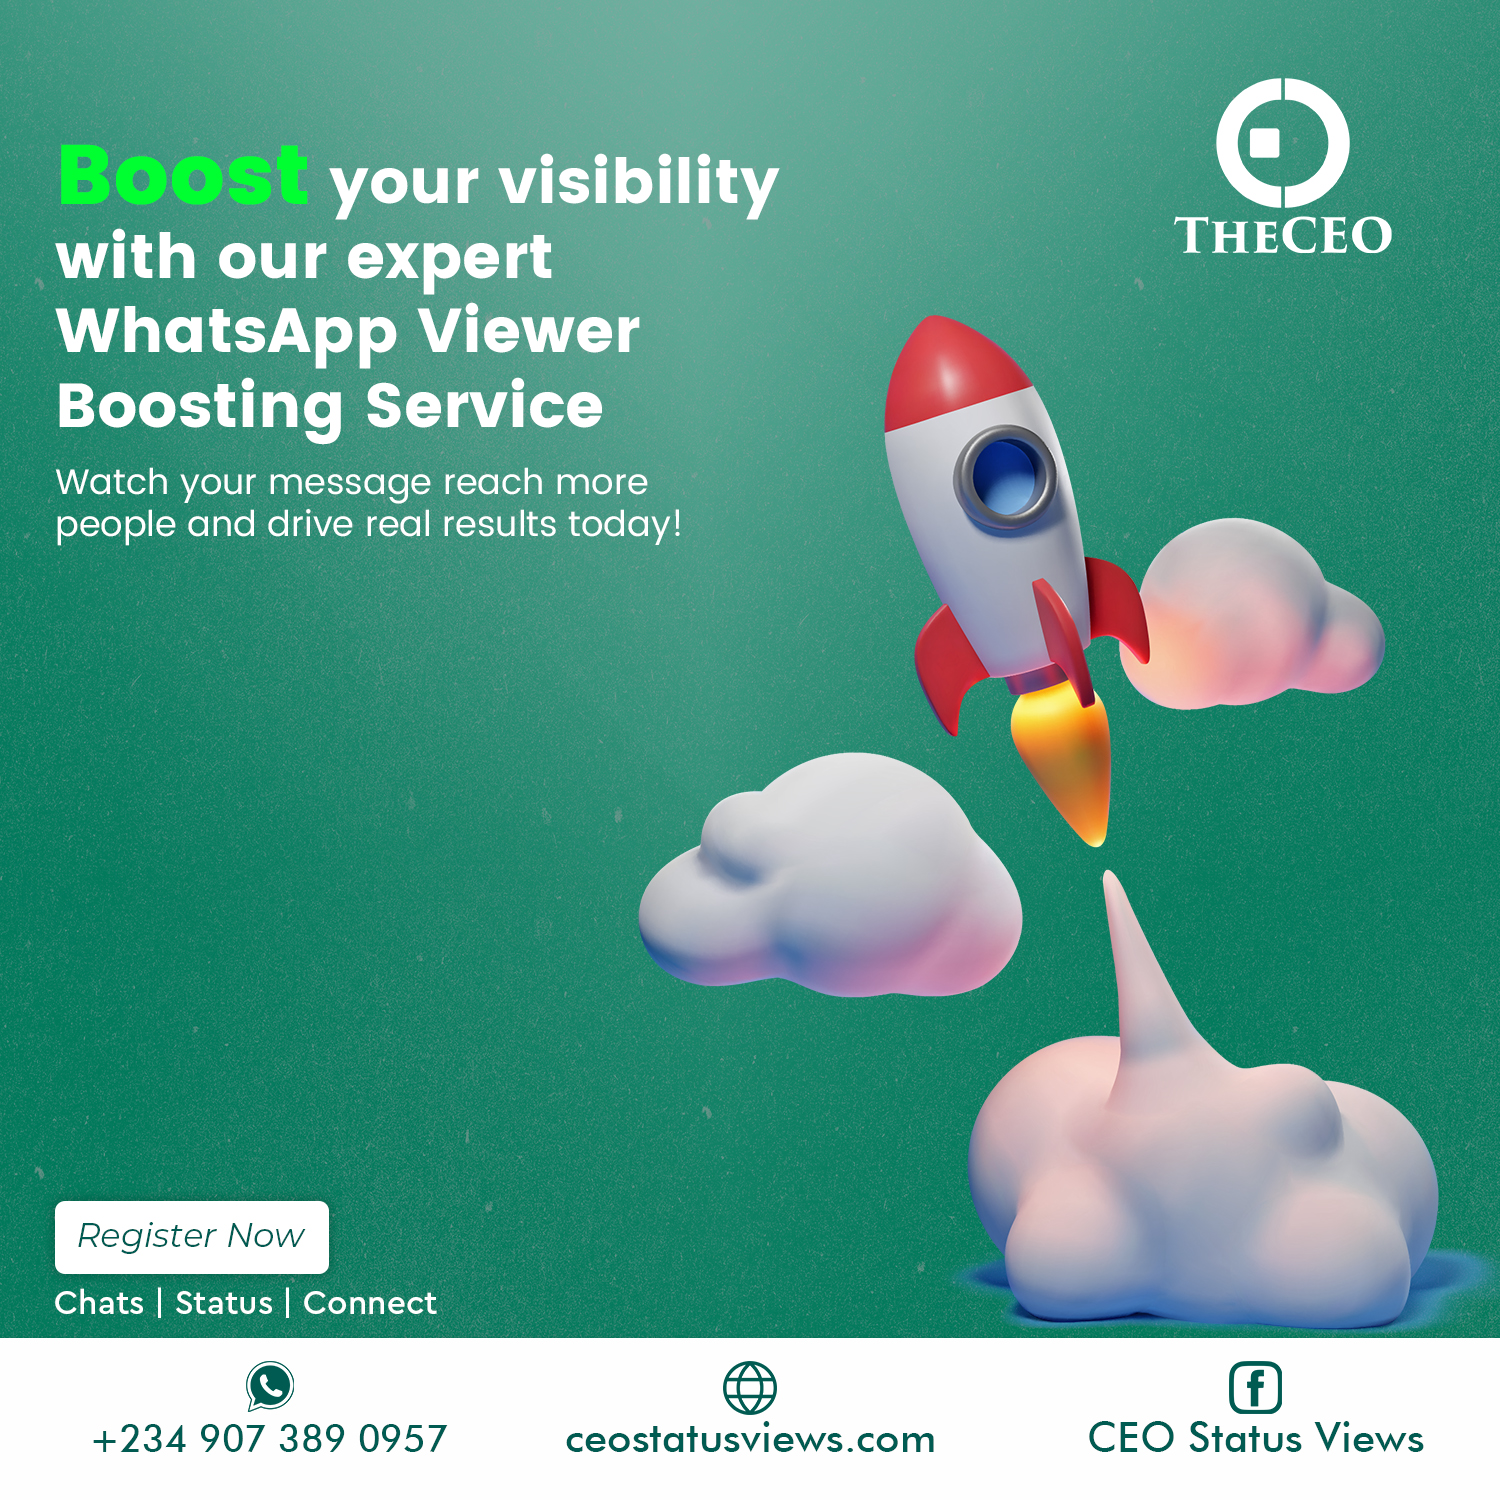 THECEO
Boost your visibility
with our expert
WhatsApp Viewer
Boosting Service
Watch your message reach more
people and drive real results today!
Register Now
Chats | Status | Connect
+234 907 389 0957
ceostatusviews.com
CEO Status Views